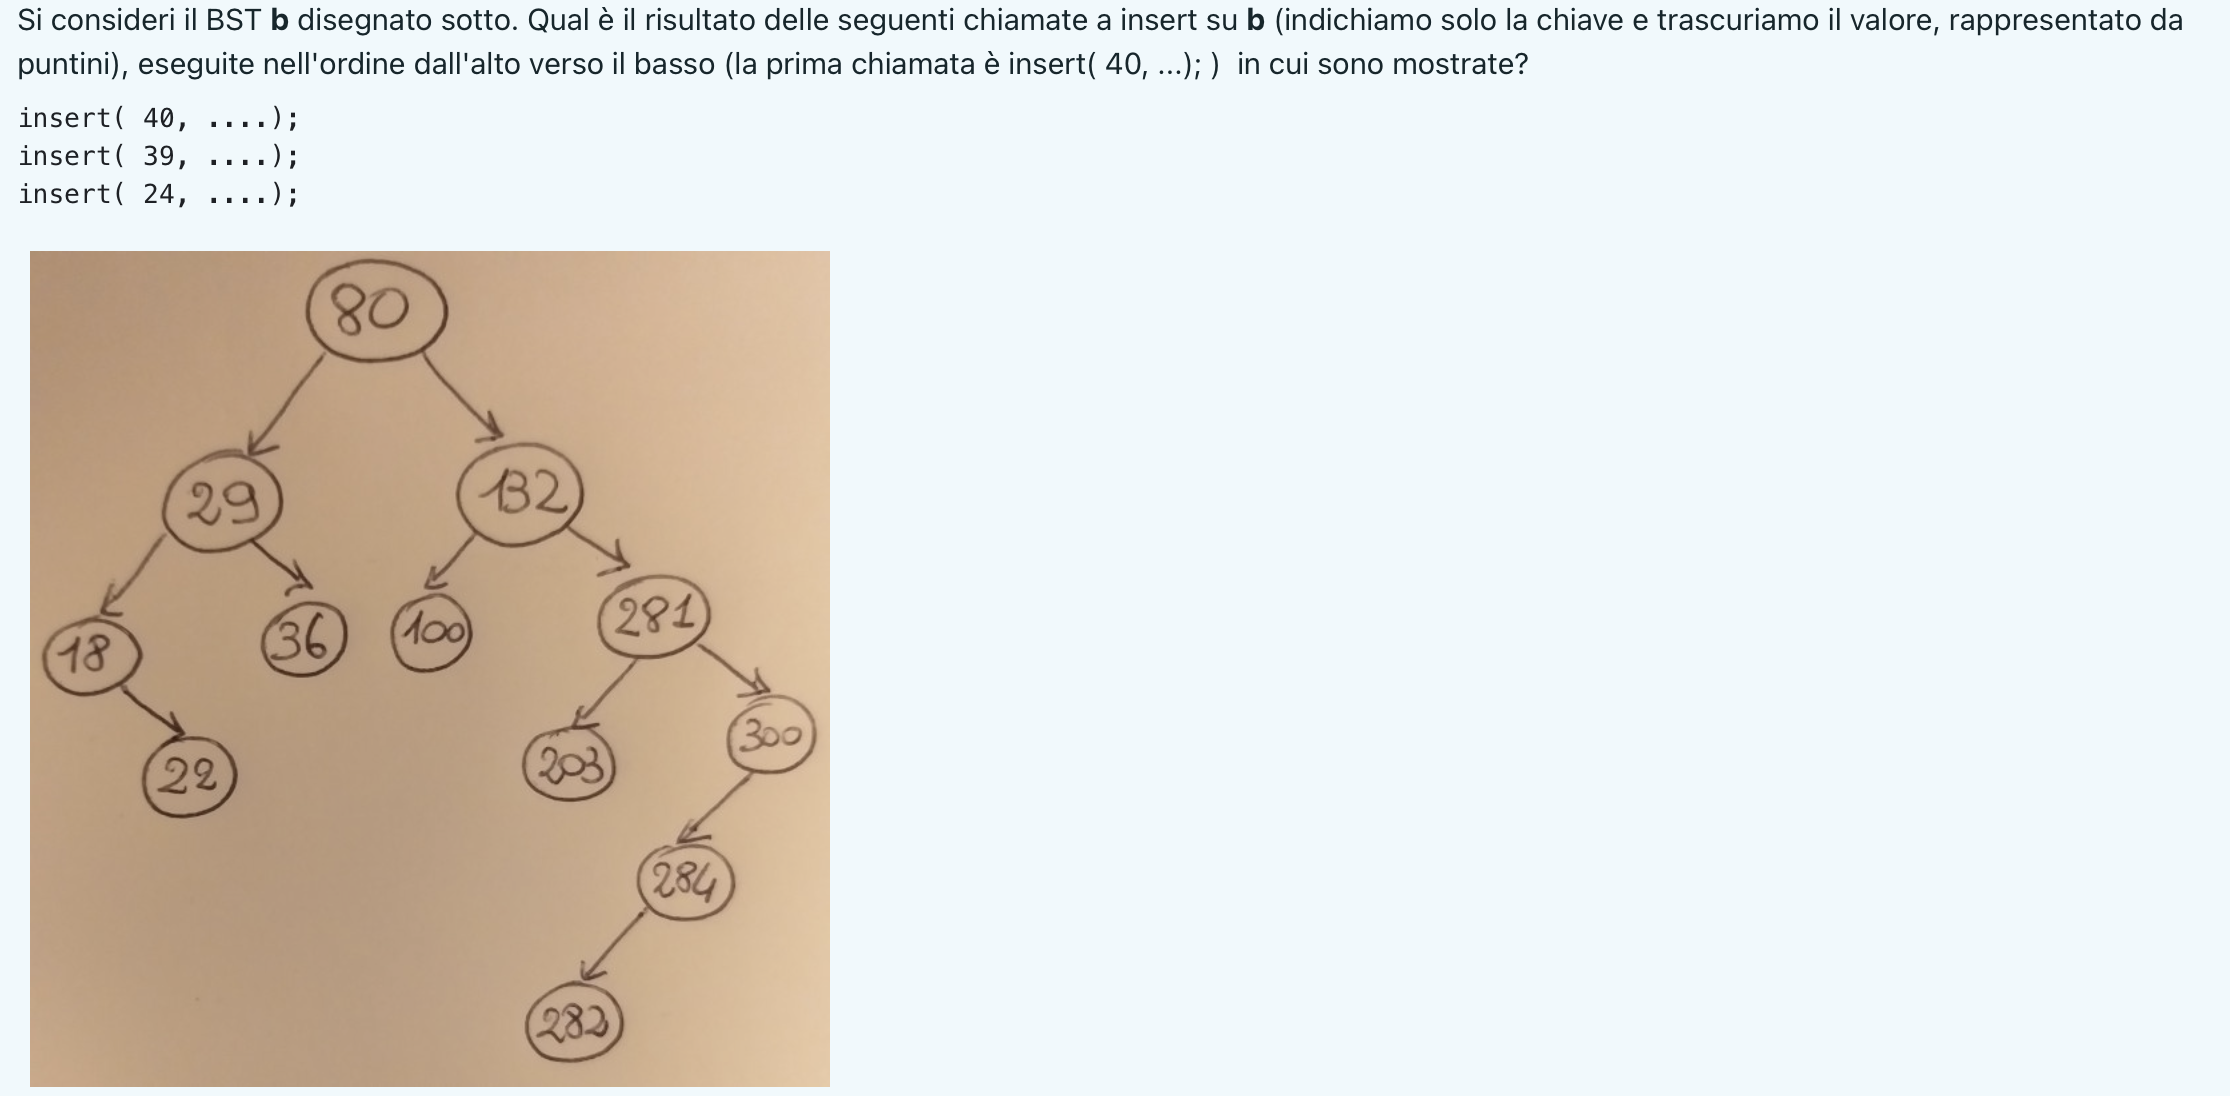 Si consideri il BST b disegnato sotto. Qual è il risultato delle seguenti chiamate a insert su b (indichiamo solo la chiave e trascuriamo il valore, rappresentato da
puntini), eseguite nell'ordine dall'alto verso il basso (la prima chiamata è insert( 40, ...); )  in cui sono mostrate?
insert( 40, ....);
insert( 39, ....);
insert( 24, ....);
80
29 132
18 36 100 281
22 203 300
284
282